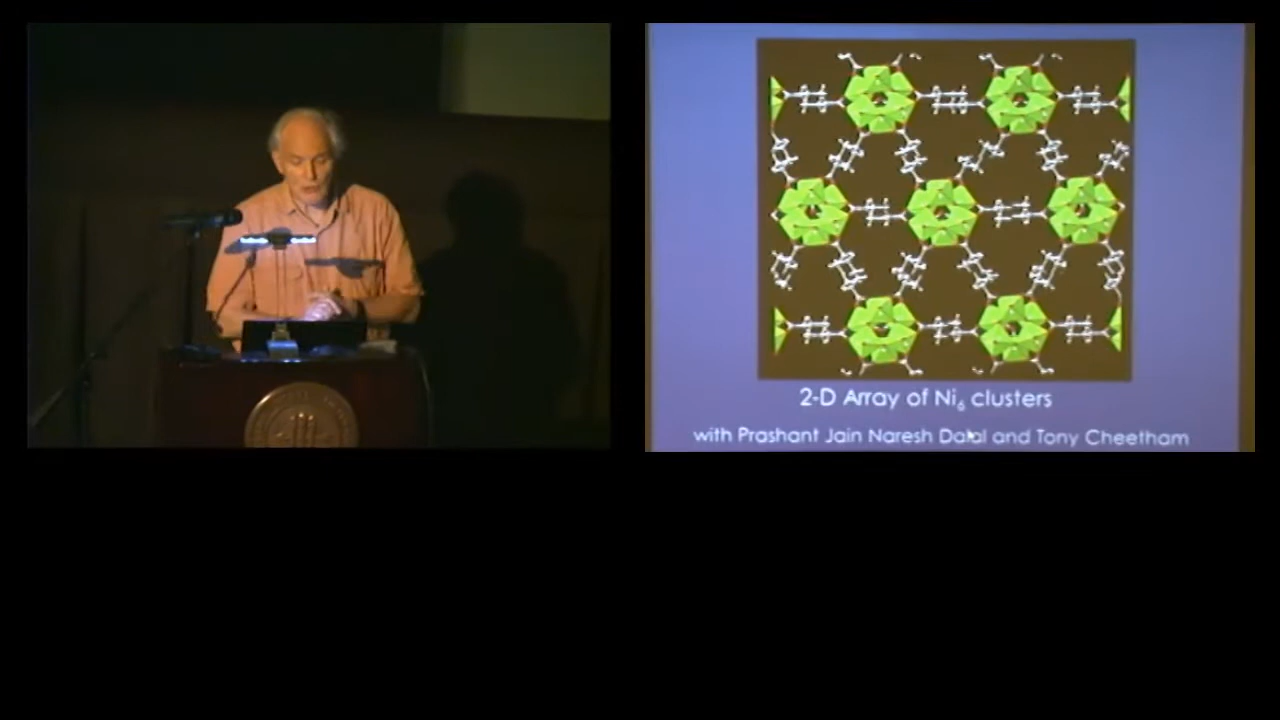 2-D Array of Ni₆ clusters
with Prashant Jain Naresh Dalal and Tony Cheetham